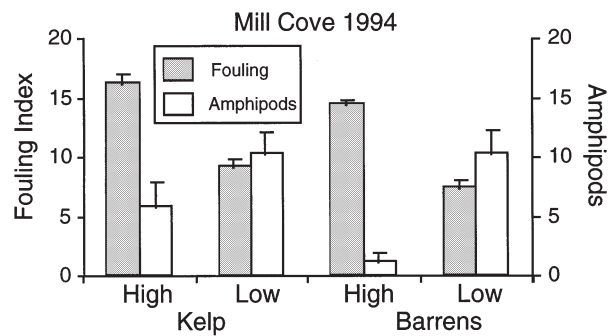 Mill Cove 1994
Fouling Index
Amphipods
20
15
10
5
0
20
15
10
5
0
Fouling
Amphipods
High Low High Low
Kelp Barrens